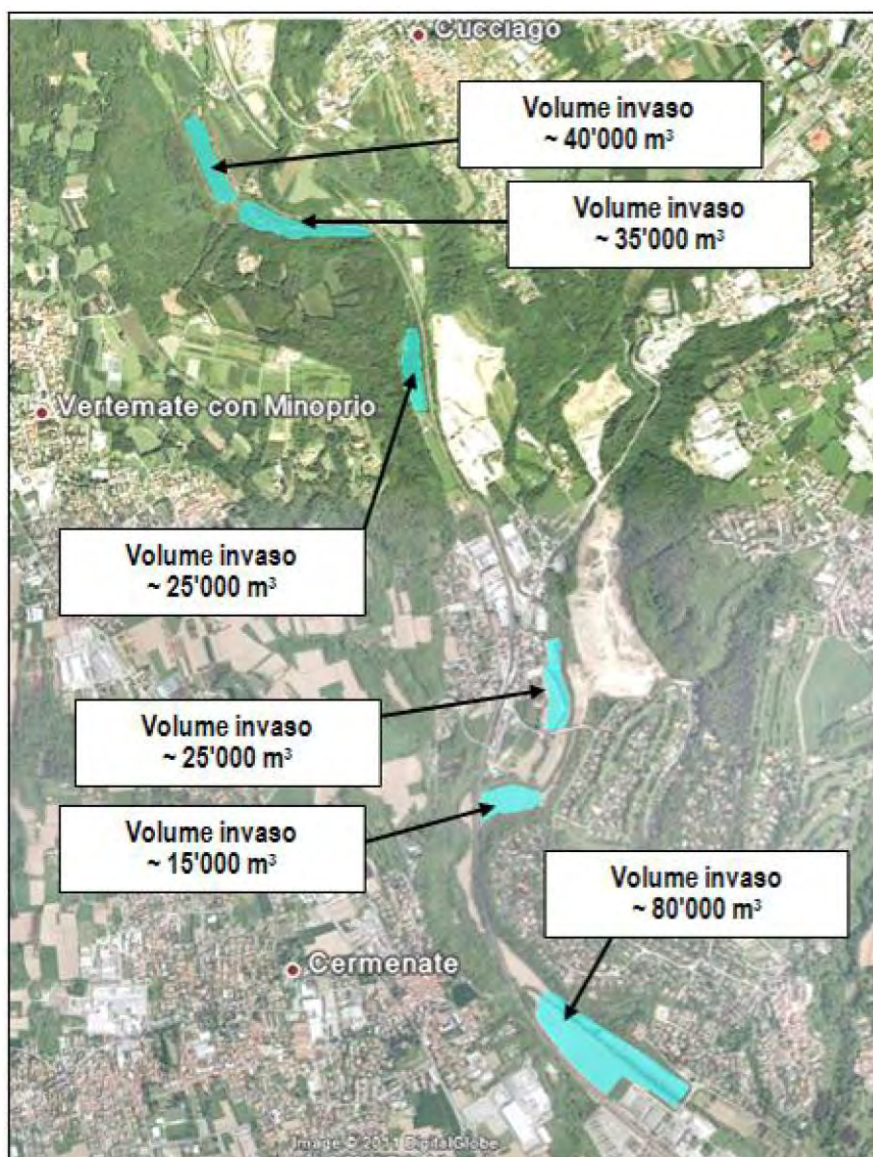 Cucciago
Volume invaso
~ 40'000 m³
Volume invaso
~ 35'000 m³
Vertemate con Minoprio
Volume invaso
~ 25'000 m³
Volume invaso
~ 25'000 m³
Volume invaso
~ 15'000 m³
Volume invaso
~ 80'000 m³
Cermenate
Image © 2011 DigitalGlobe